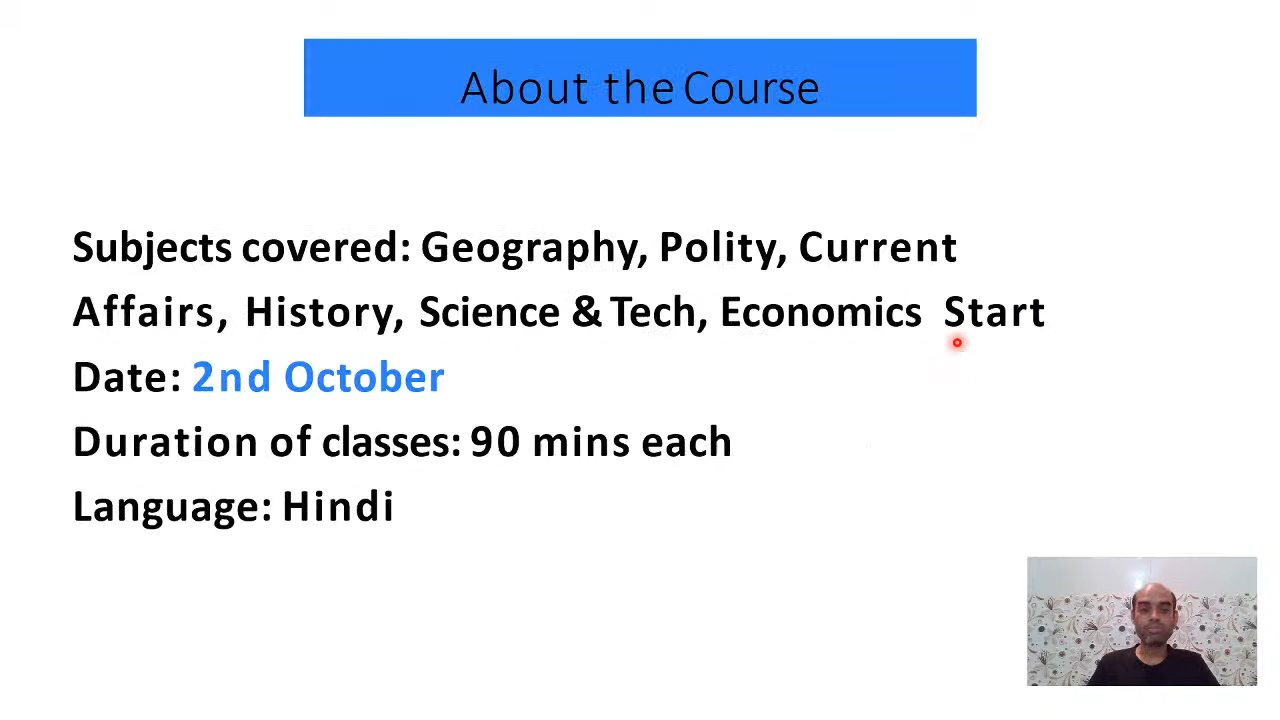 About the Course
Subjects covered: Geography, Polity, Current
Affairs, History, Science & Tech, Economics Start
Date: 2nd October
Duration of classes: 90 mins each
Language: Hindi